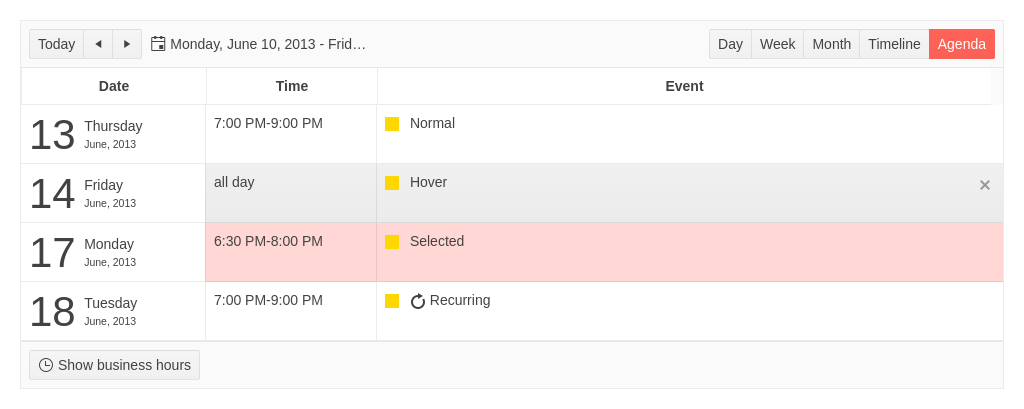 Today Monday, June 10, 2013 - Frid… Day Week Month Timeline Agenda
Date Time Event
13 Thursday June, 2013 7:00 PM-9:00 PM Normal
14 Friday June, 2013 all day Hover
17 Monday June, 2013 6:30 PM-8:00 PM Selected
18 Tuesday June, 2013 7:00 PM-9:00 PM Recurring
Show business hours